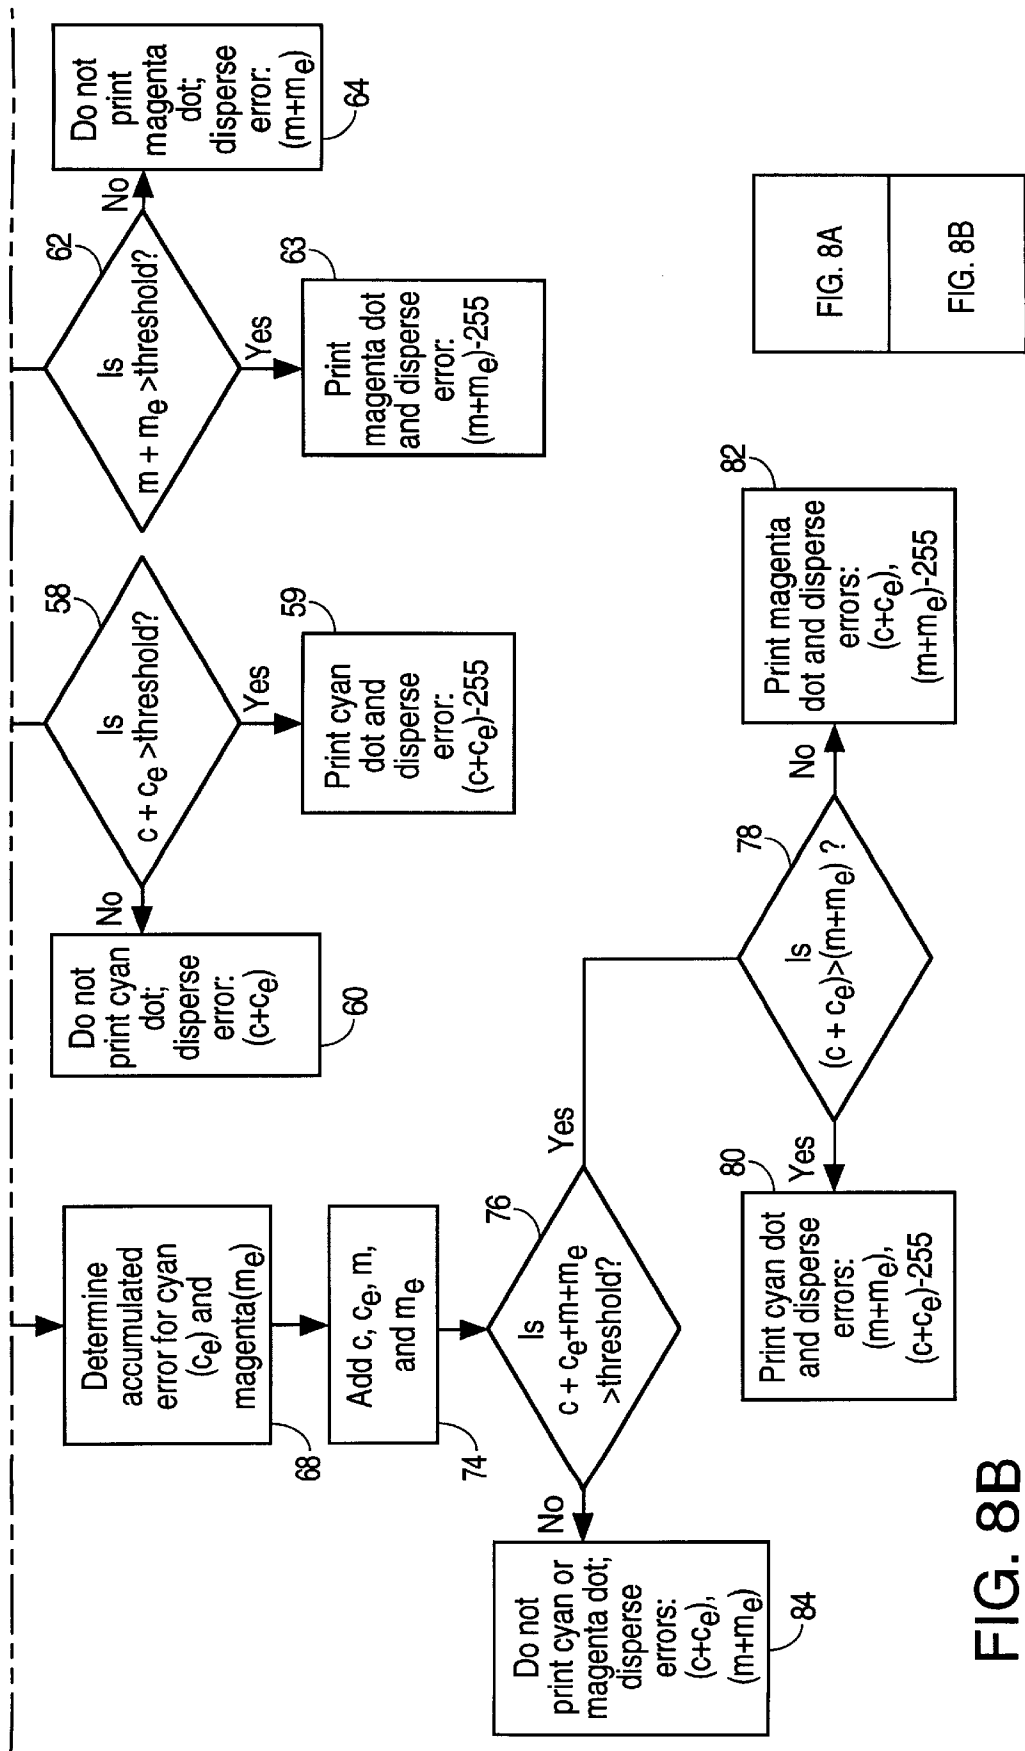 Determine
accumulated
error for cyan
(ce) and
magenta(me)
68
Add c, ce, m,
and me
74
Is
c + ce+m+me
>threshold?
76
No
Yes
Do not
print cyan or
magenta dot;
disperse
errors:
(c+ce),
(m+me)
84
Is
(c + ce)>(m+me) ?
78
Yes
No
Print cyan dot
and disperse
errors:
(m+me),
(c+ce)-255
80
Print magenta
dot and disperse
errors:
(c+ce),
(m+me)-255
82
Is
c + ce >threshold?
58
No
Yes
Do not
print cyan
dot;
disperse
error:
(c+ce)
60
Print cyan
dot and
disperse
error:
(c+ce)-255
59
Is
m + me >threshold?
62
No
Yes
Do not
print
magenta
dot;
disperse
error:
(m+me)
64
Print
magenta dot
and disperse
error:
(m+me)-255
63
FIG. 8A
FIG. 8B
FIG. 8B